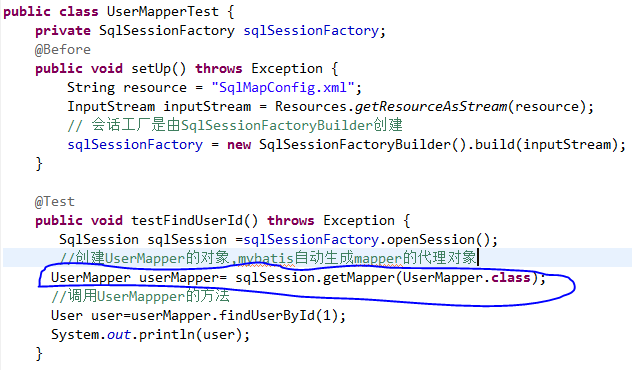 public class UserMapperTest {
private SqlSessionFactory sqlSessionFactory;
@Before
public void setUp() throws Exception {
String resource = "SqlMapConfig.xml";
InputStream inputStream = Resources.getResourceAsStream(resource);
// 会话工厂是由SqlSessionFactoryBuilder创建
sqlSessionFactory = new SqlSessionFactoryBuilder().build(inputStream);
}
@Test
public void testFindUserId() throws Exception {
SqlSession sqlSession =sqlSessionFactory.openSession();
//创建UserMapper的对象,mybatis自动生成mapper的代理对象
UserMapper userMapper= sqlSession.getMapper(UserMapper.class);
//调用UserMappper的方法
User user=userMapper.findUserById(1);
System.out.println(user);
}